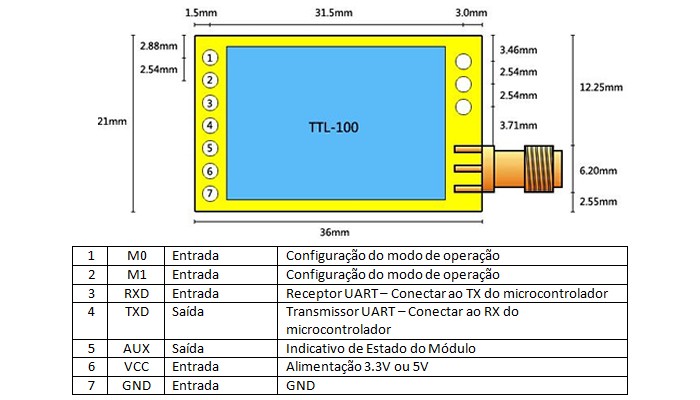 1.5mm 31.5mm 3.0mm
2.88mm
2.54mm
21mm
1
2
3
4
5
6
7
TTL-100
3.46mm
2.54mm
2.54mm
3.71mm
12.25mm
6.20mm
2.55mm
36mm
1 M0 Entrada Configuração do modo de operação
2 M1 Entrada Configuração do modo de operação
3 RXD Entrada Receptor UART – Conectar ao TX do microcontrolador
4 TXD Saída Transmissor UART – Conectar ao RX do
microcontrolador
5 AUX Saída Indicativo de Estado do Módulo
6 VCC Entrada Alimentação 3.3V ou 5V
7 GND Entrada GND